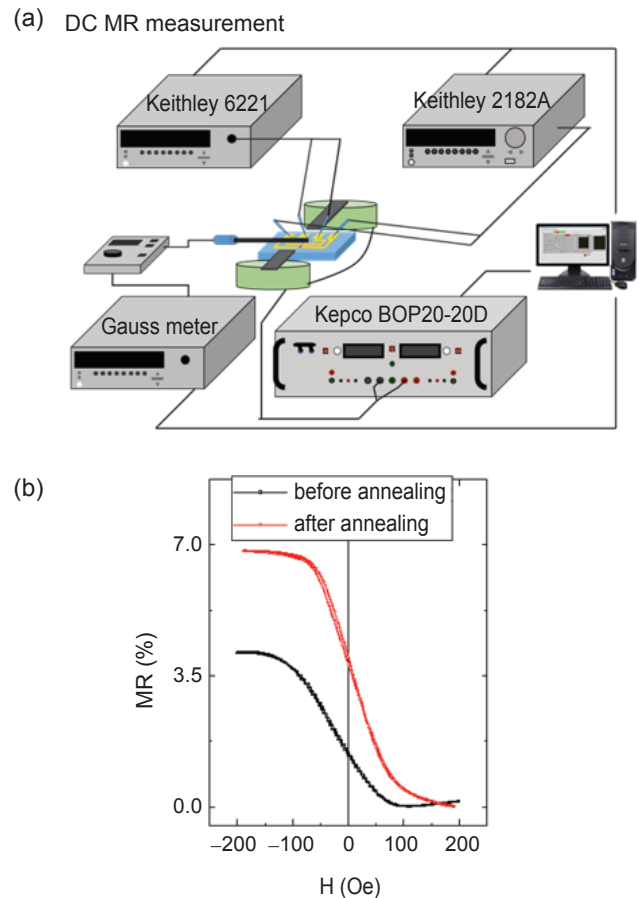 (a) DC MR measurement
Keithley 6221
Keithley 2182A
Gauss meter
Kepco BOP20-20D
(b)
before annealing
after annealing
7.0
3.5
0.0
MR (%)
−200 −100 0 100 200
H (Oe)